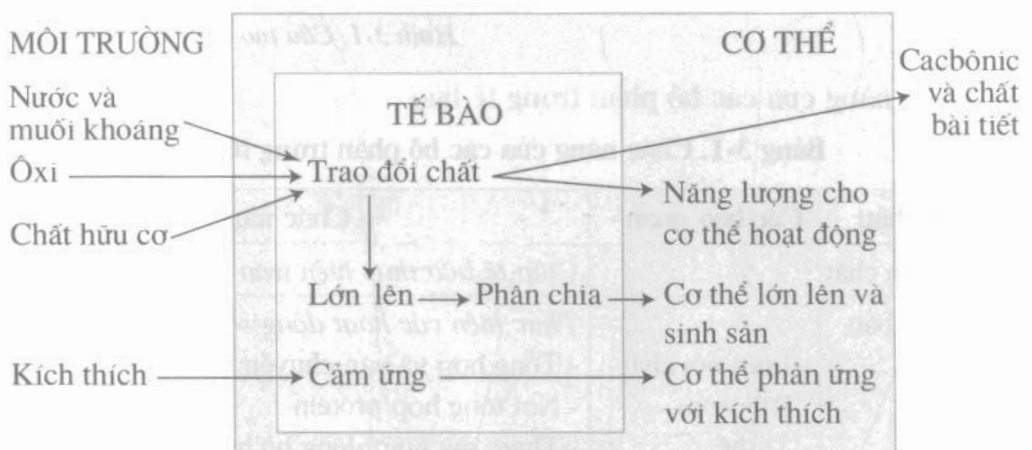 MÔI TRƯỜNG
CƠ THỂ
TẾ BÀO
Nước và
muối khoáng
Ôxi
Chất hữu cơ
Trao đổi chất
Cacbônic
và chất
bài tiết
Năng lượng cho
cơ thể hoạt động
Lớn lên
Phân chia
Cơ thể lớn lên và
sinh sản
Kích thích
Cảm ứng
Cơ thể phản ứng
với kích thích